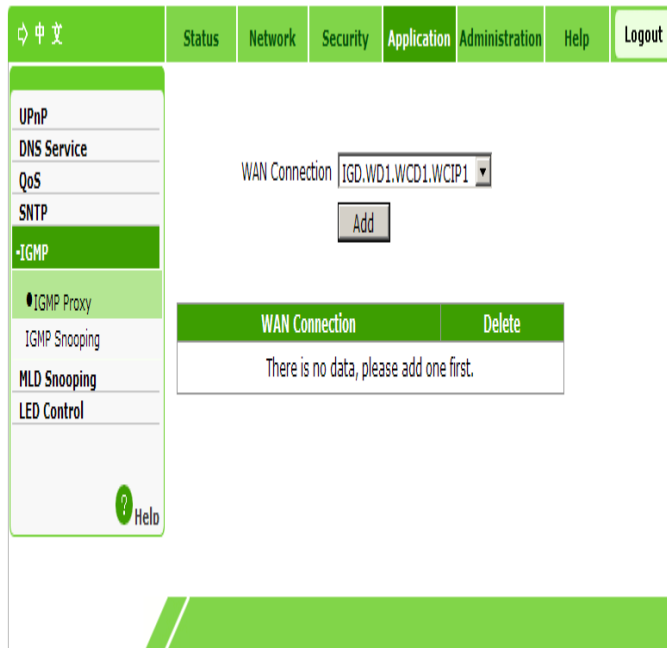 中文
Status Network Security Application Administration Help Logout
UPnP
DNS Service
QoS
SNTP
-IGMP
IGMP Proxy
IGMP Snooping
MLD Snooping
LED Control
? Help
WAN Connection IGD.WD1.WCD1.WCIP1
Add
WAN Connection Delete
There is no data, please add one first.